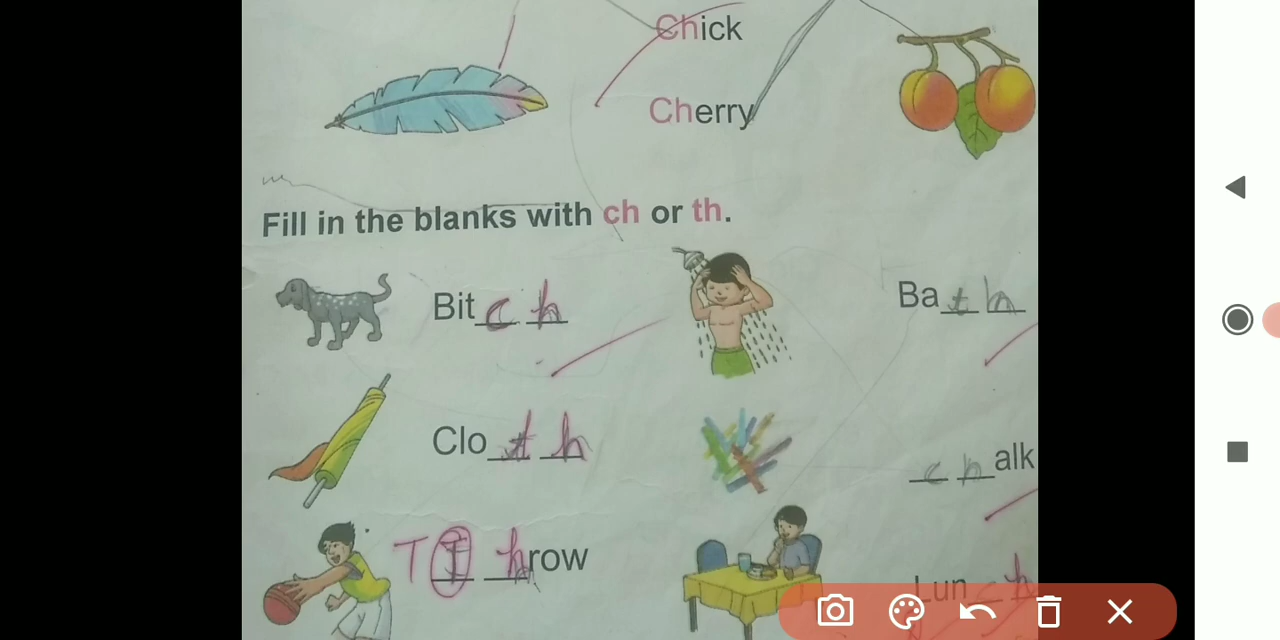 Chick
Cherry
Fill in the blanks with ch or th.
Bit c h
Ba t h
Clo t h
c h alk
T h row
Lun c h